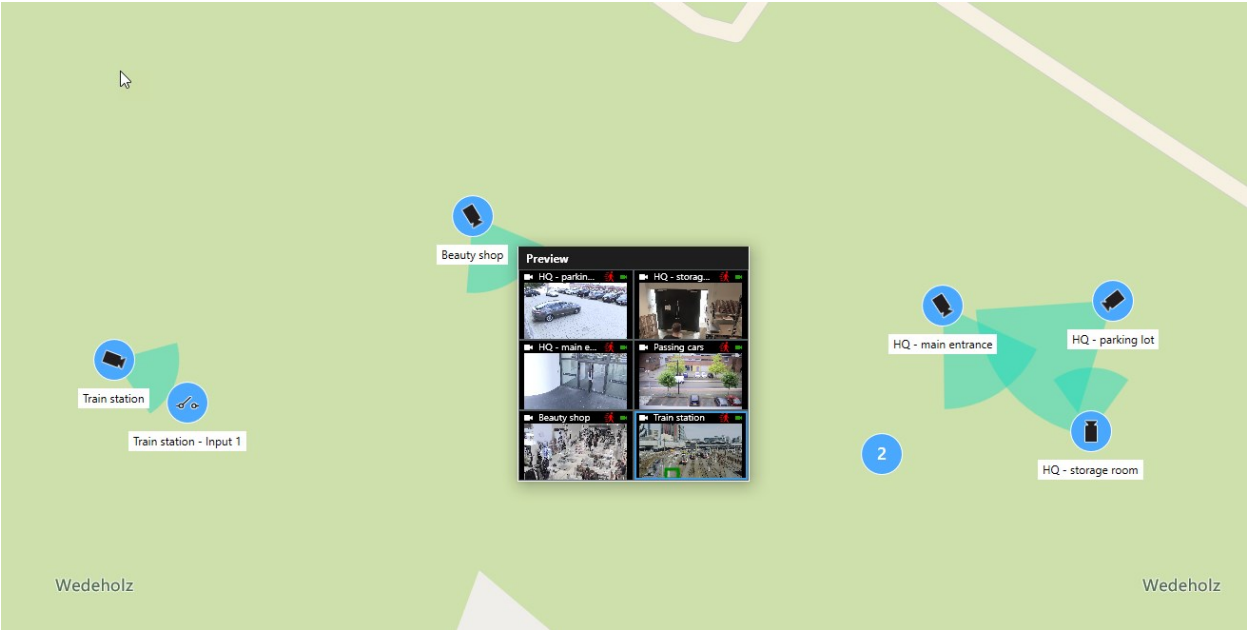 Beauty shop
Preview
HQ - parkin...
HQ - storag...
HQ - main e...
Passing cars
Beauty shop
Train station
HQ - main entrance
HQ - parking lot
Train station
Train station - Input 1
2
HQ - storage room
Wedeholz
Wedeholz